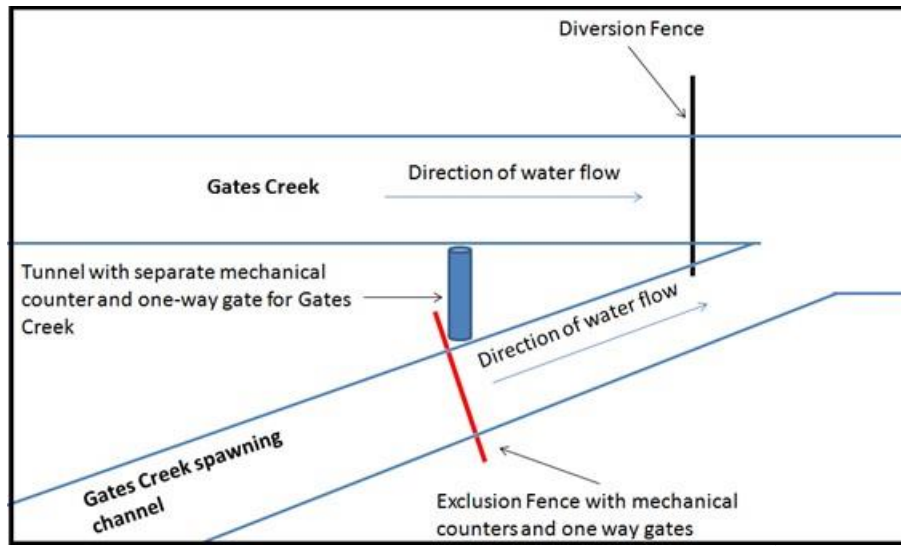 Diversion Fence
Gates Creek
Direction of water flow
Tunnel with separate mechanical
counter and one-way gate for Gates
Creek
Direction of water flow
Gates Creek spawning
channel
Exclusion Fence with mechanical
counters and one way gates